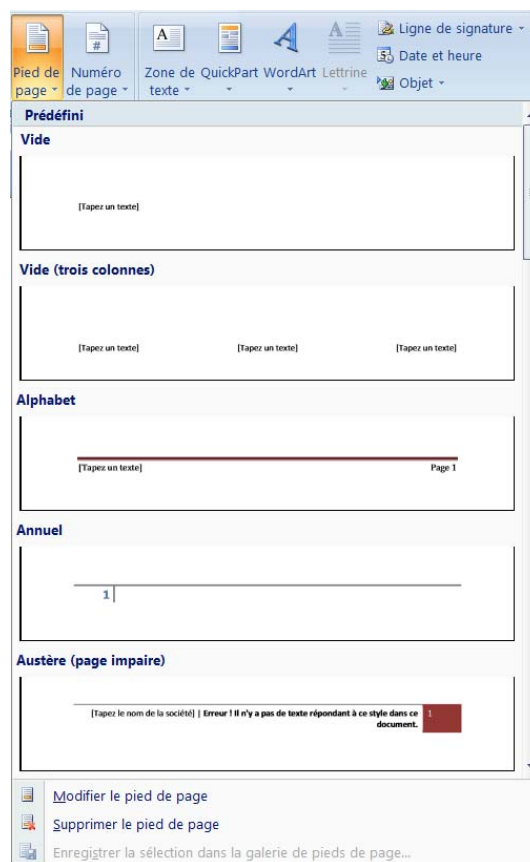 Ligne de signature
Date et heure
Objet
Pied de page
Numéro de page
Zone de texte
QuickPart
WordArt
Lettrine
Prédéfini
Vide
[Tapez un texte]
Vide (trois colonnes)
[Tapez un texte] [Tapez un texte] [Tapez un texte]
Alphabet
[Tapez un texte] Page 1
Annuel
1
Austère (page impaire)
[Tapez le nom de la société] | Erreur ! Il n'y a pas de texte répondant à ce style dans ce 1
document.
Modifier le pied de page
Supprimer le pied de page
Enregistrer la sélection dans la galerie de pieds de page...